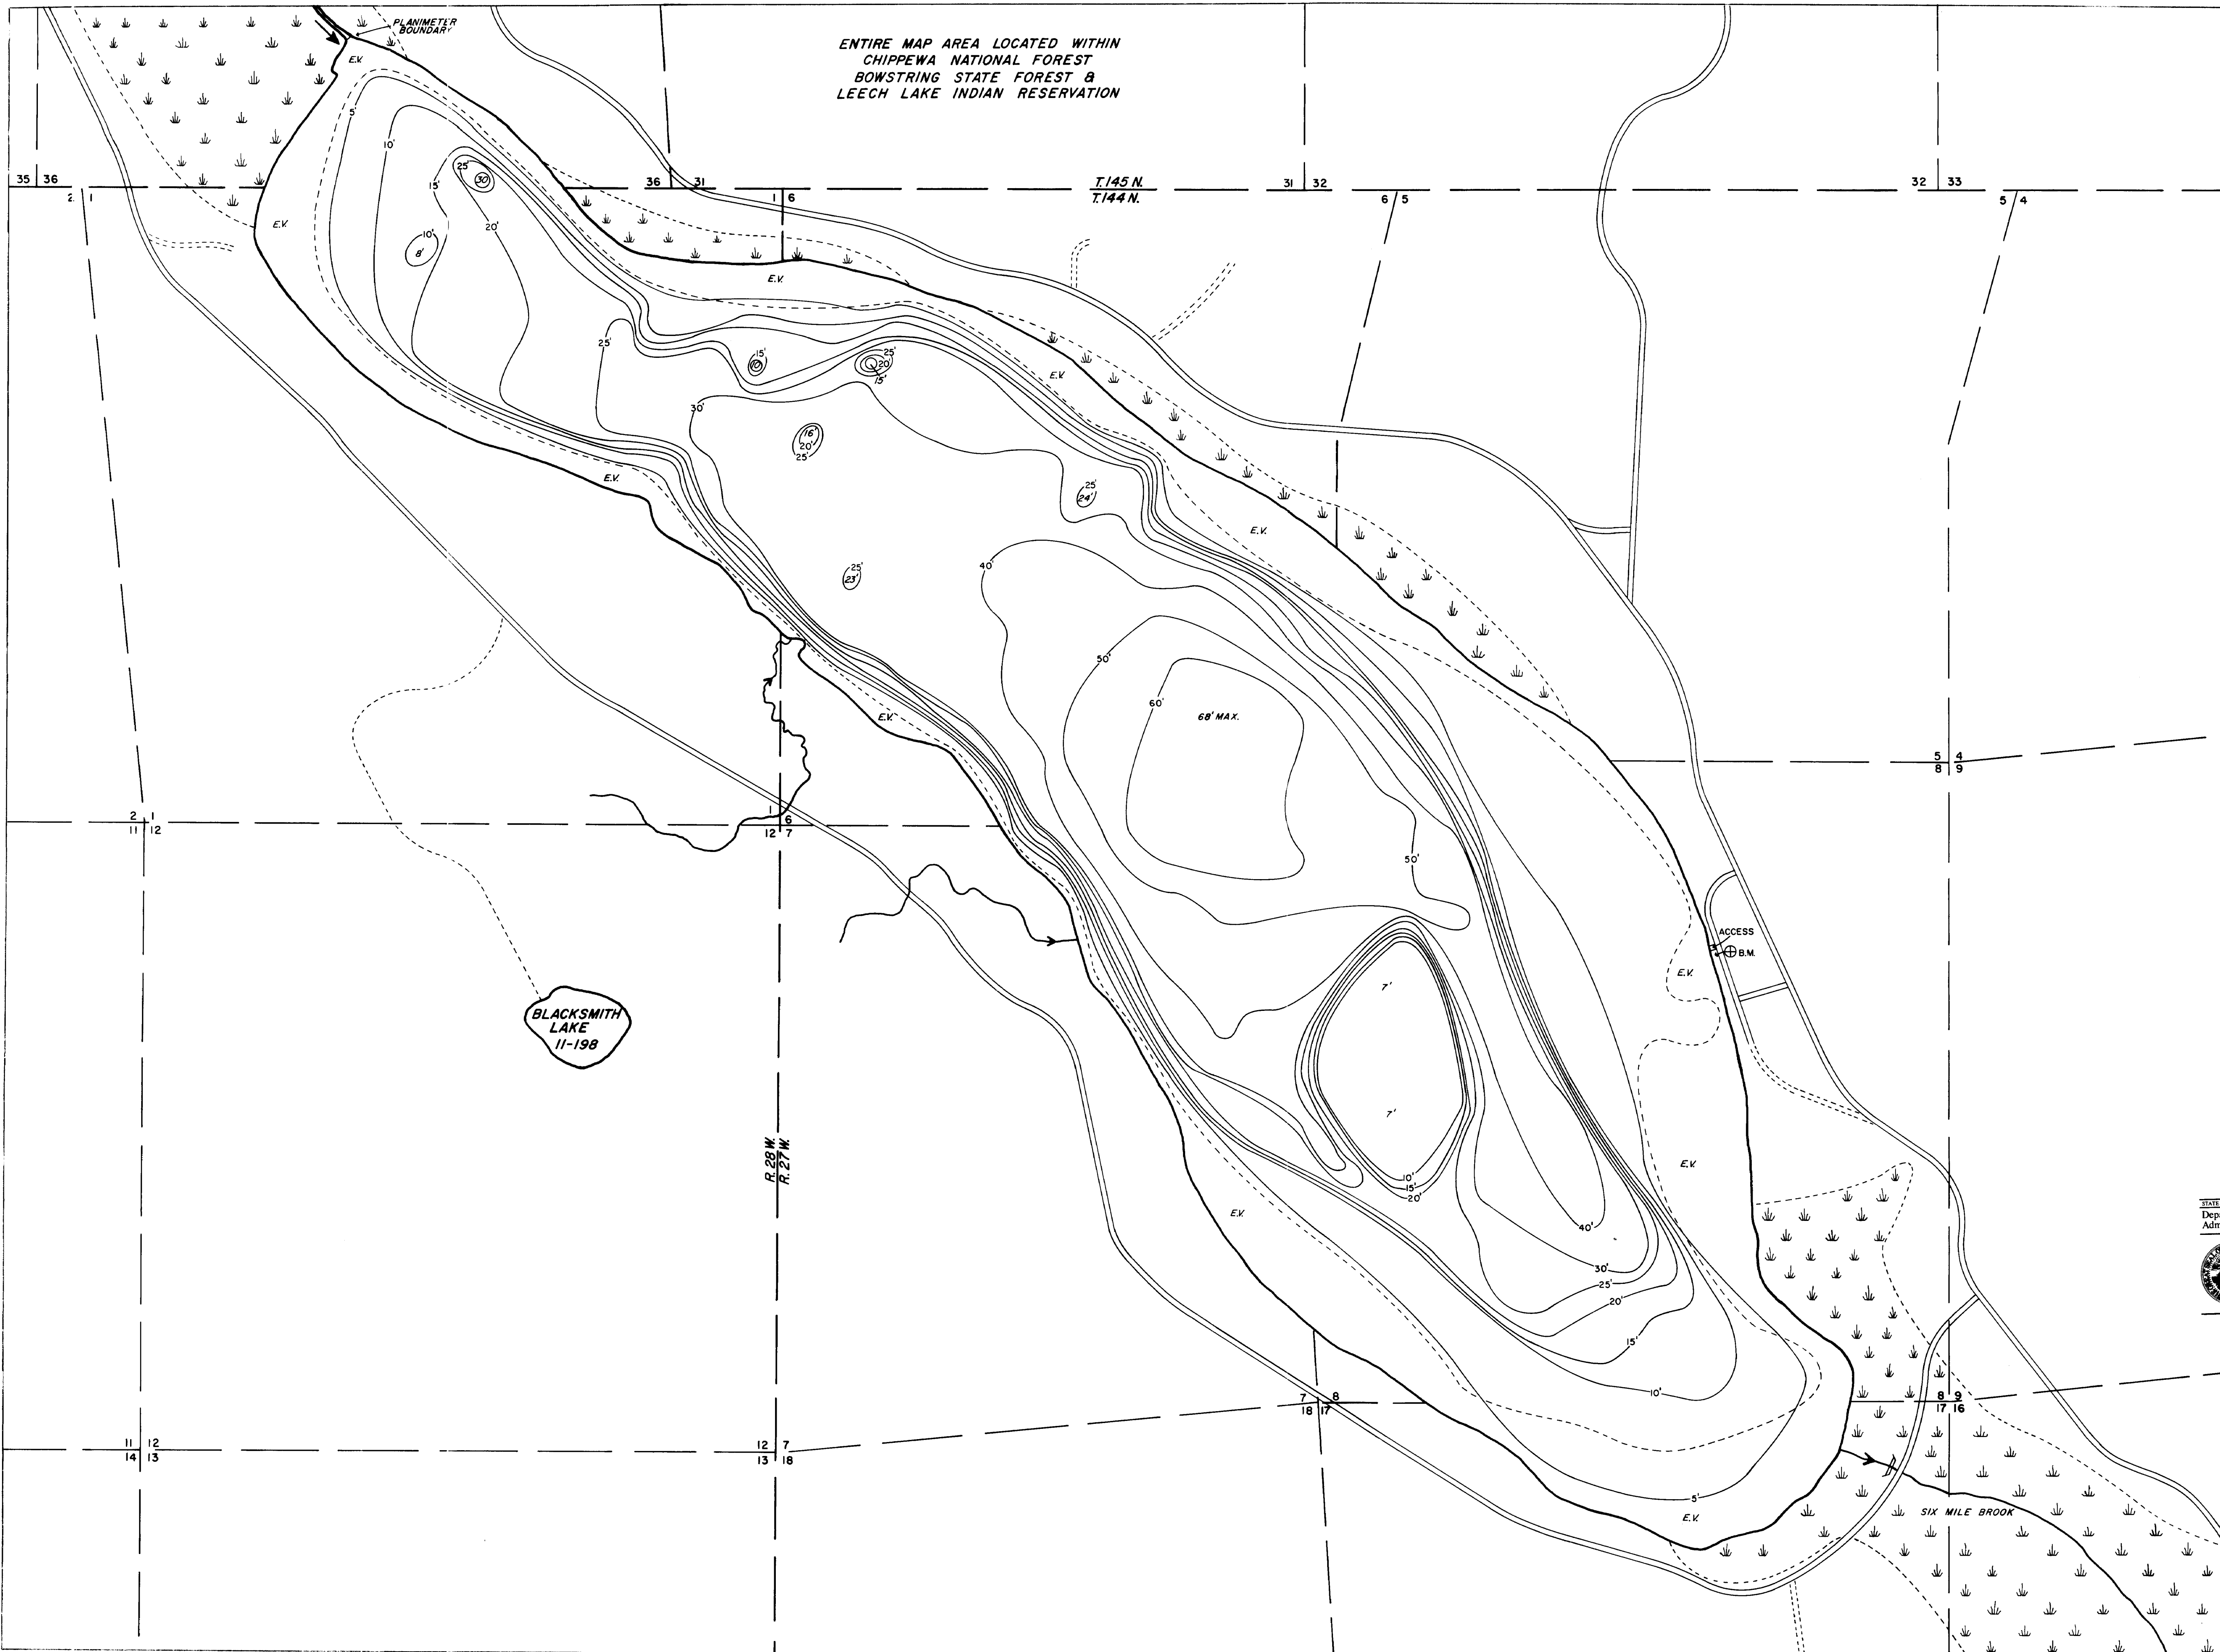 PLANIMETER
BOUNDARY
ENTIRE MAP AREA LOCATED WITHIN
CHIPPEWA NATIONAL FOREST
BOWSTRING STATE FOREST &
LEECH LAKE INDIAN RESERVATION
E.V.
5'
10'
15'
25'
30'
20'
10'
8'
E.V.
35 36
2 1
36 31
1 6
T. 145 N.
T. 144 N.
31 32
6 5
32 33
5 4
E.V.
25'
15'
10'
25'
20'
15'
E.V.
30'
16'
20'
25'
E.V.
25'
24'
E.V.
25'
23'
40'
50'
60'
68' MAX.
E.V.
5 4
8 9
2 1
11 12
1 6
12 7
50'
ACCESS
B.M.
E.V.
7'
BLACKSMITH
LAKE
11-198
7'
R. 28 W.
R. 27 W.
E.V.
10'
15'
20'
E.V.
40'
30'
25'
20'
15'
10'
STATE
Dep
Adm
7 8
18 17
8 9
17 16
11 12
14 13
12 7
13 18
5'
E.V.
SIX MILE BROOK